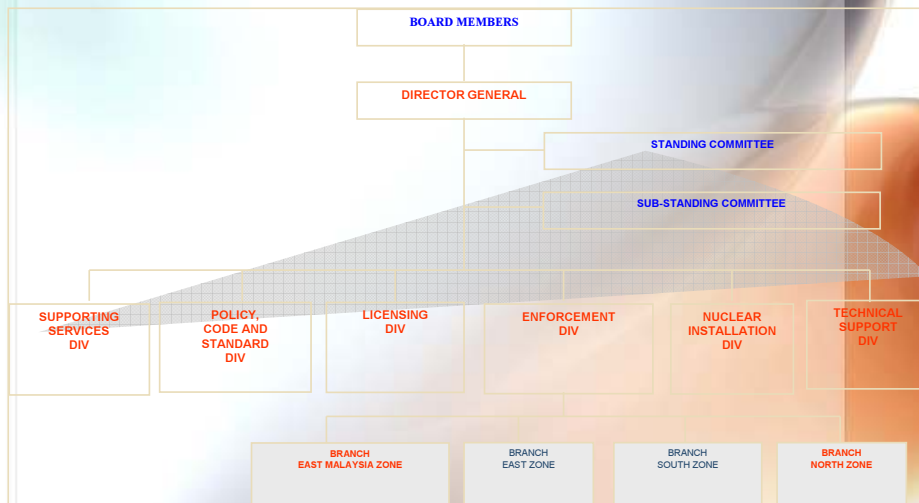 BOARD MEMBERS
DIRECTOR GENERAL
STANDING COMMITTEE
SUB-STANDING COMMITTEE
SUPPORTING
SERVICES
DIV
POLICY,
CODE AND
STANDARD
DIV
LICENSING
DIV
ENFORCEMENT
DIV
NUCLEAR
INSTALLATION
DIV
TECHNICAL
SUPPORT
DIV
BRANCH
EAST MALAYSIA ZONE
BRANCH
EAST ZONE
BRANCH
SOUTH ZONE
BRANCH
NORTH ZONE